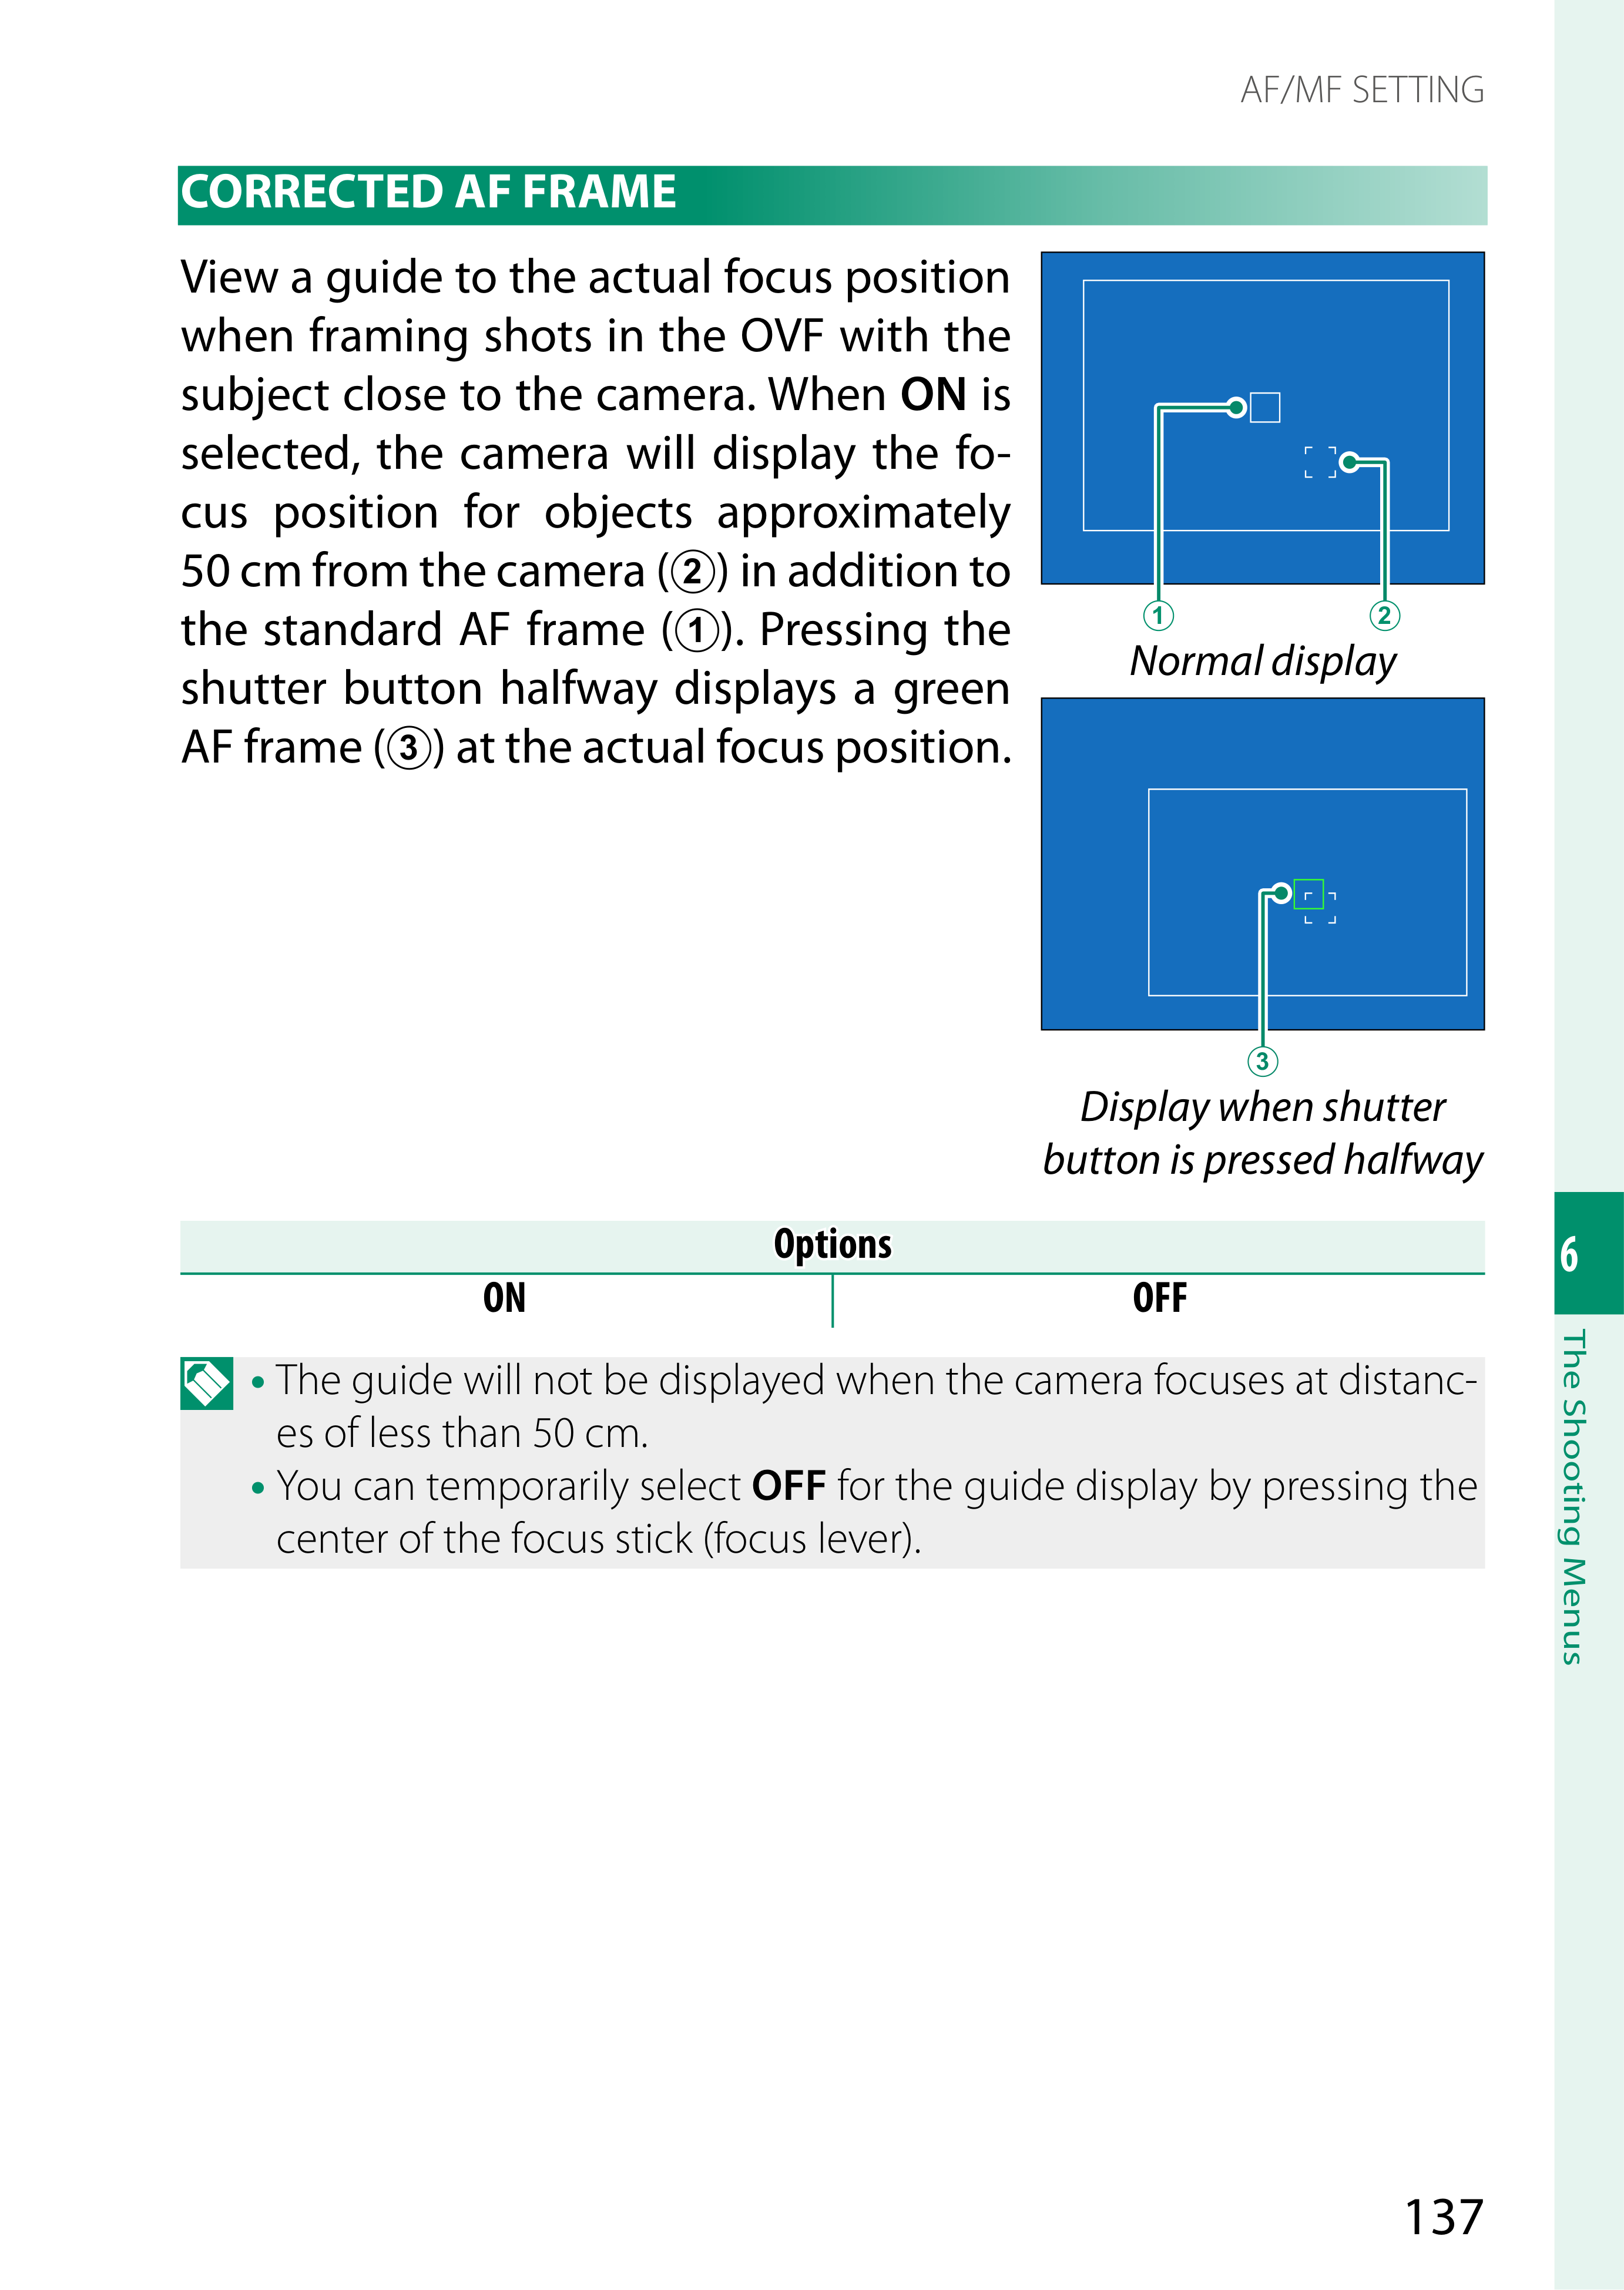 AF/MF SETTING
CORRECTED AF FRAME
View a guide to the actual focus position
when framing shots in the OVF with the
subject close to the camera. When ON is
selected, the camera will display the fo-
cus position for objects approximately
50 cm from the camera (②) in addition to
the standard AF frame (①). Pressing the
shutter button halfway displays a green
AF frame (③) at the actual focus position.
① ②
Normal display
③
Display when shutter
button is pressed halfway
Options
ON OFF
• The guide will not be displayed when the camera focuses at distanc-
es of less than 50 cm.
• You can temporarily select OFF for the guide display by pressing the
center of the focus stick (focus lever).
6
The Shooting Menus
137